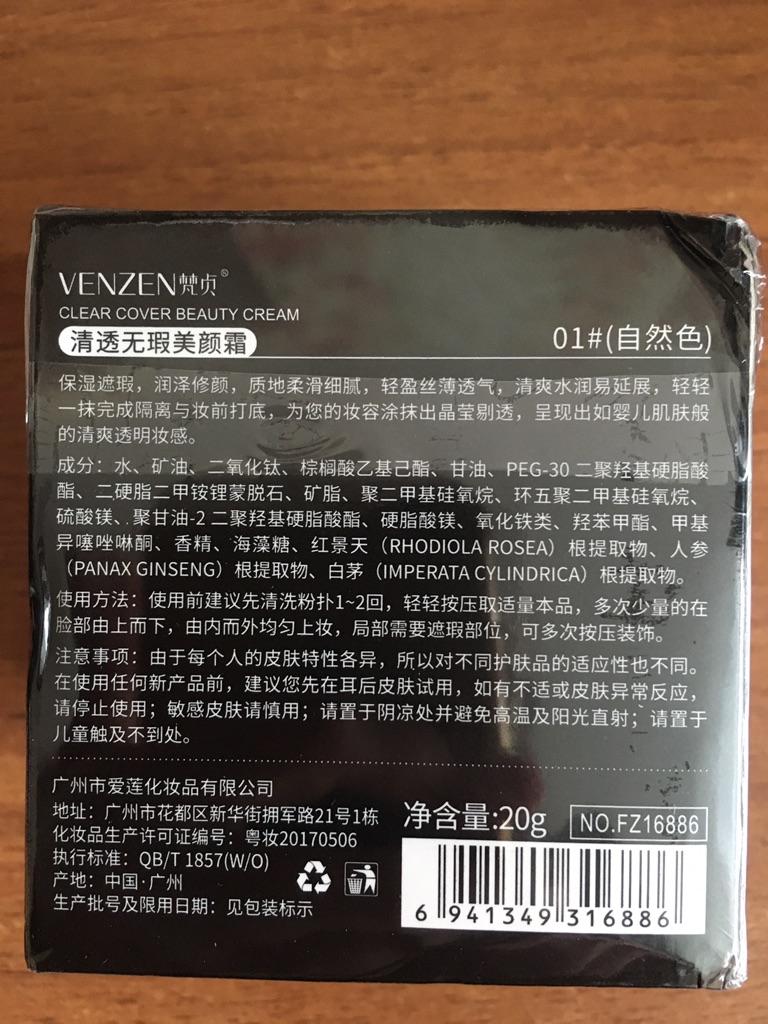 VENZEN梵贞®
CLEAR COVER BEAUTY CREAM
清透无瑕美颜霜
01#(自然色)
保湿遮瑕，润泽修颜，质地柔滑细腻，轻盈丝薄透气，清爽水润易延展，轻轻
一抹完成隔离与妆前打底，为您的妆容涂抹出晶莹剔透，呈现出如婴儿肌肤般
的清爽透明妆感。
成分：水、矿油、二氧化钛、棕榈酸乙基己酯、甘油、PEG-30 二聚羟基硬脂酸
酯、二硬脂二甲铵锂蒙脱石、矿脂、聚二甲基硅氧烷、环五聚二甲基硅氧烷、
硫酸镁、聚甘油-2 二聚羟基硬脂酸酯、硬脂酸镁、氧化铁类、羟苯甲酯、甲基
异噻唑啉酮、香精、海藻糖、红景天（RHODIOLA ROSEA）根提取物、人参
（PANAX GINSENG）根提取物、白茅（IMPERATA CYLINDRICA）根提取物。
使用方法：使用前建议先清洗粉扑1~2回，轻轻按压取适量本品，多次少量的在
脸部由上而下，由内而外均匀上妆，局部需要遮瑕部位，可多次按压装饰。
注意事项：由于每个人的皮肤特性各异，所以对不同护肤品的适应性也不同。
在使用任何新产品前，建议您先在耳后皮肤试用，如有不适或皮肤异常反应，
请停止使用；敏感皮肤请慎用；请置于阴凉处并避免高温及阳光直射；请置于
儿童触及不到处。
广州市爱莲化妆品有限公司
地址：广州市花都区新华街拥军路21号1栋
化妆品生产许可证编号：粤妆20170506
执行标准：QB/T 1857(W/O)
产地：中国·广州
生产批号及限用日期：见包装标示
净含量:20g
NO.FZ16886
6 941349 316886